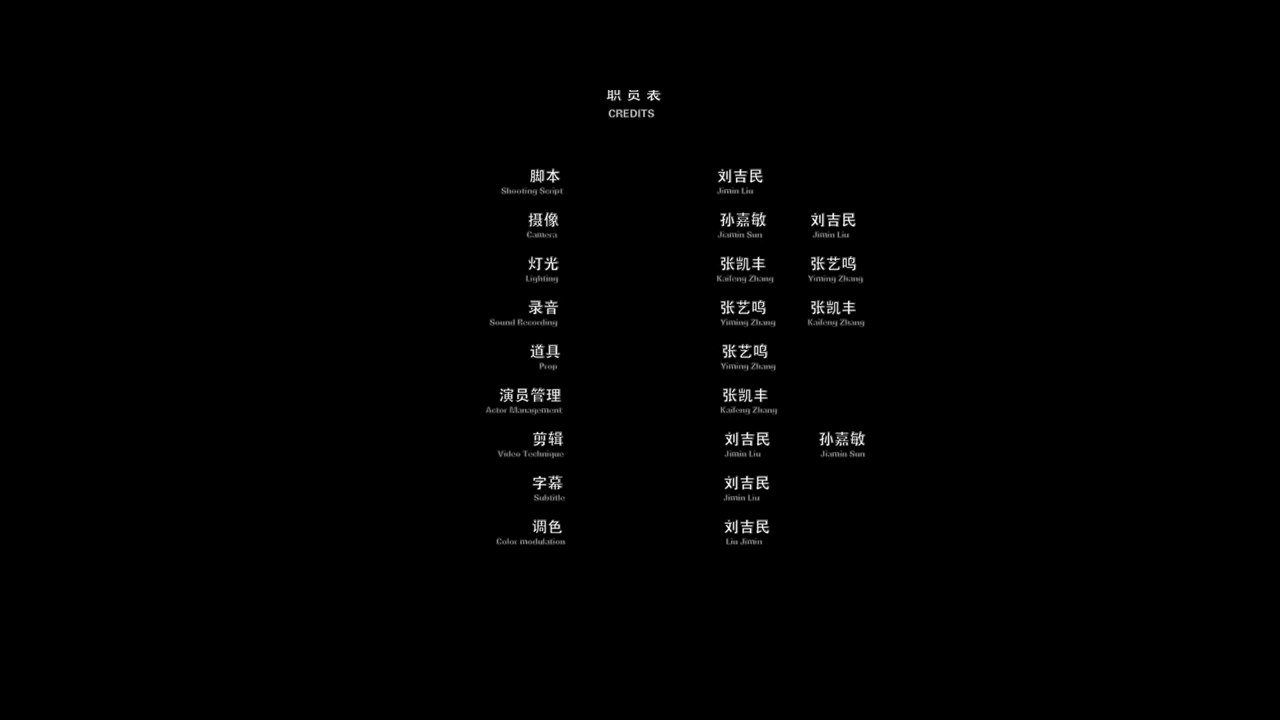 职员表
CREDITS
脚本 刘吉民
Shooting Script Jimin Liu
摄像 孙嘉敏 刘吉民
Camera Jiamin Sun Jimin Liu
灯光 张凯丰 张艺鸣
Lighting Kaifeng Zhang Yiming Zhang
录音 张艺鸣 张凯丰
Sound Recording Yiming Zhang Kaifeng Zhang
道具 张艺鸣
Prop Yiming Zhang
演员管理 张凯丰
Actor Management Kaifeng Zhang
剪辑 刘吉民 孙嘉敏
Video Technique Jimin Liu Jiamin Sun
字幕 刘吉民
Subtitle Jimin Liu
调色 刘吉民
Color modulation Liu Jimin